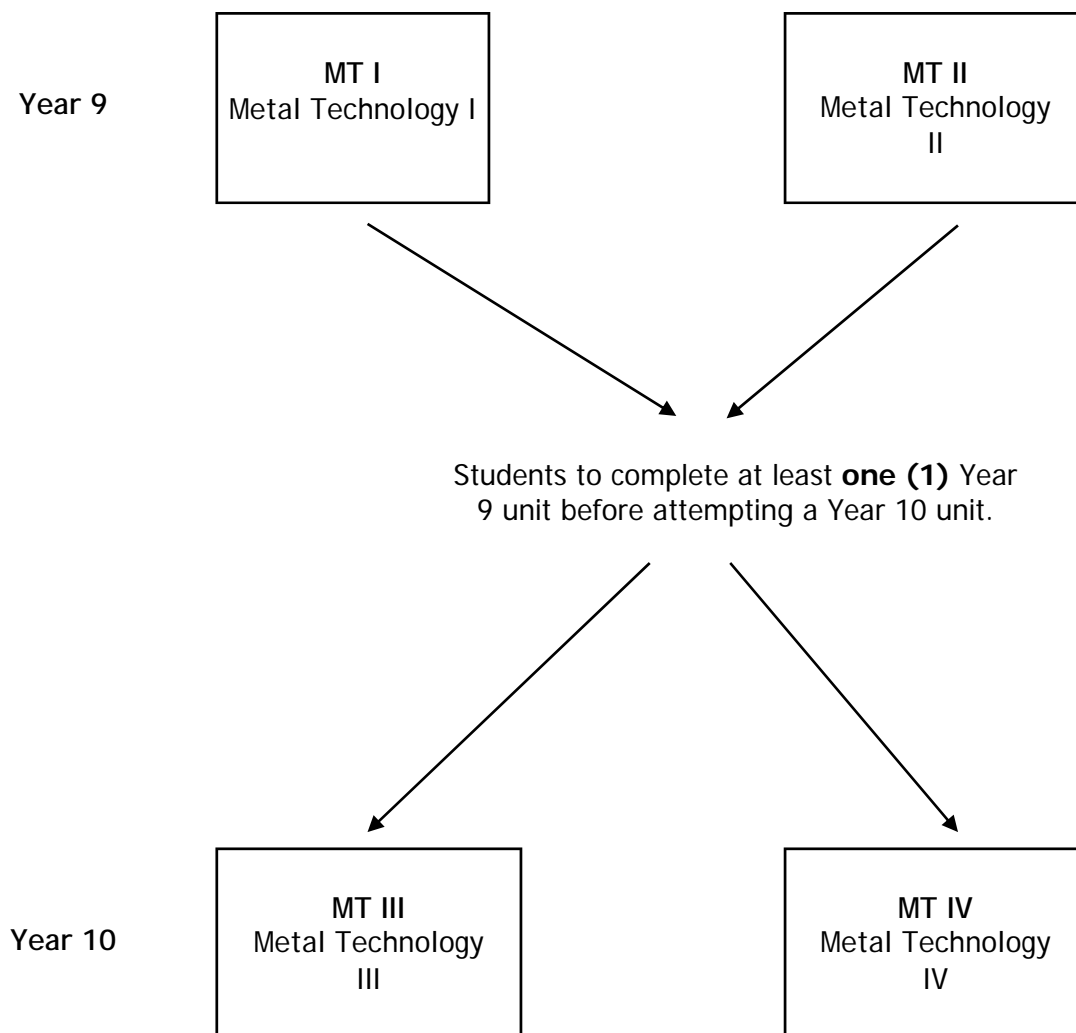 Year 9
MT I
Metal Technology I
MT II
Metal Technology
II
Students to complete at least one (1) Year
9 unit before attempting a Year 10 unit.
Year 10
MT III
Metal Technology
III
MT IV
Metal Technology
IV